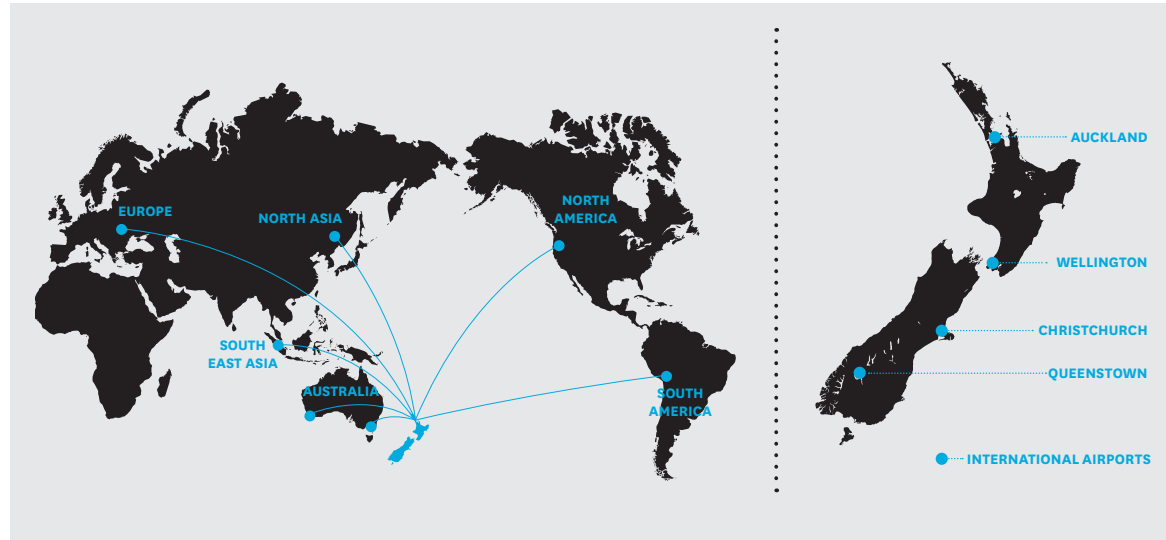 EUROPE
NORTH ASIA
NORTH
AMERICA
SOUTH
EAST ASIA
AUSTRALIA
SOUTH
AMERICA
AUCKLAND
WELLINGTON
CHRISTCHURCH
QUEENSTOWN
INTERNATIONAL AIRPORTS